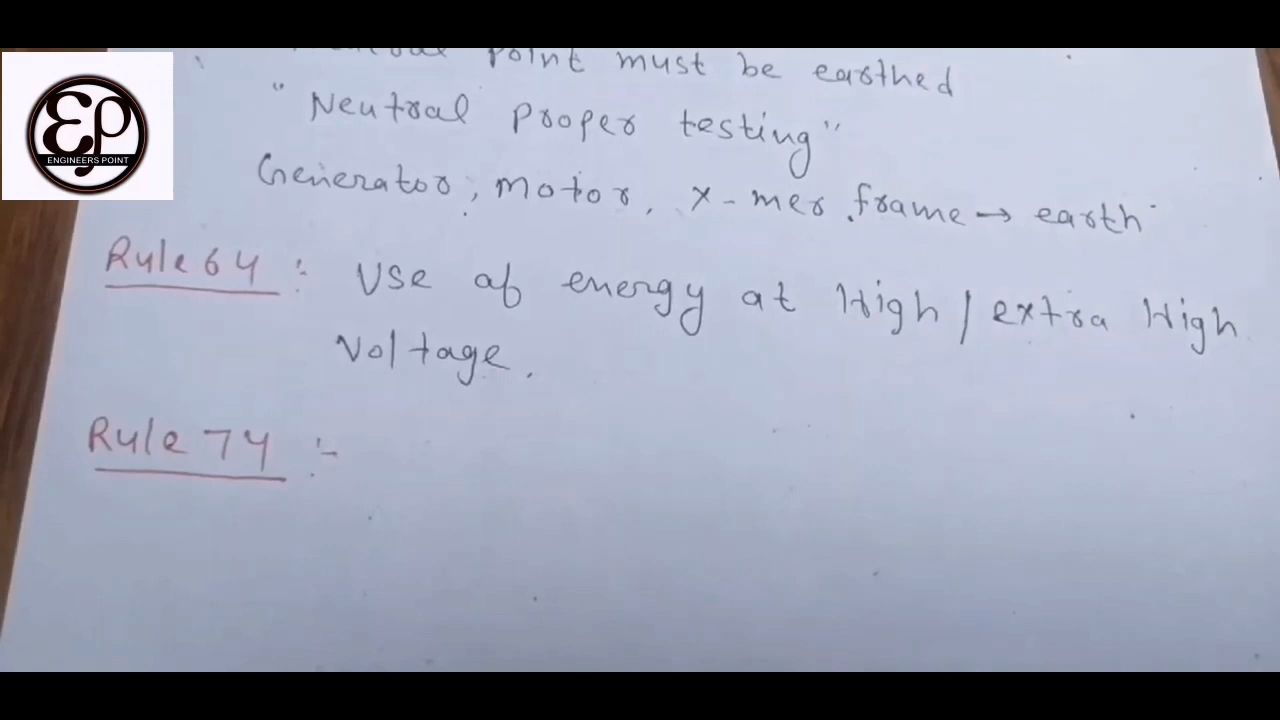 EP
ENGINEERS POINT
Point must be earthed
"Neutral proper testing"
Generator, motor, x-mer frame → earth
Rule 64 :- Use of energy at High / extra High
Voltage.
Rule 74 :-